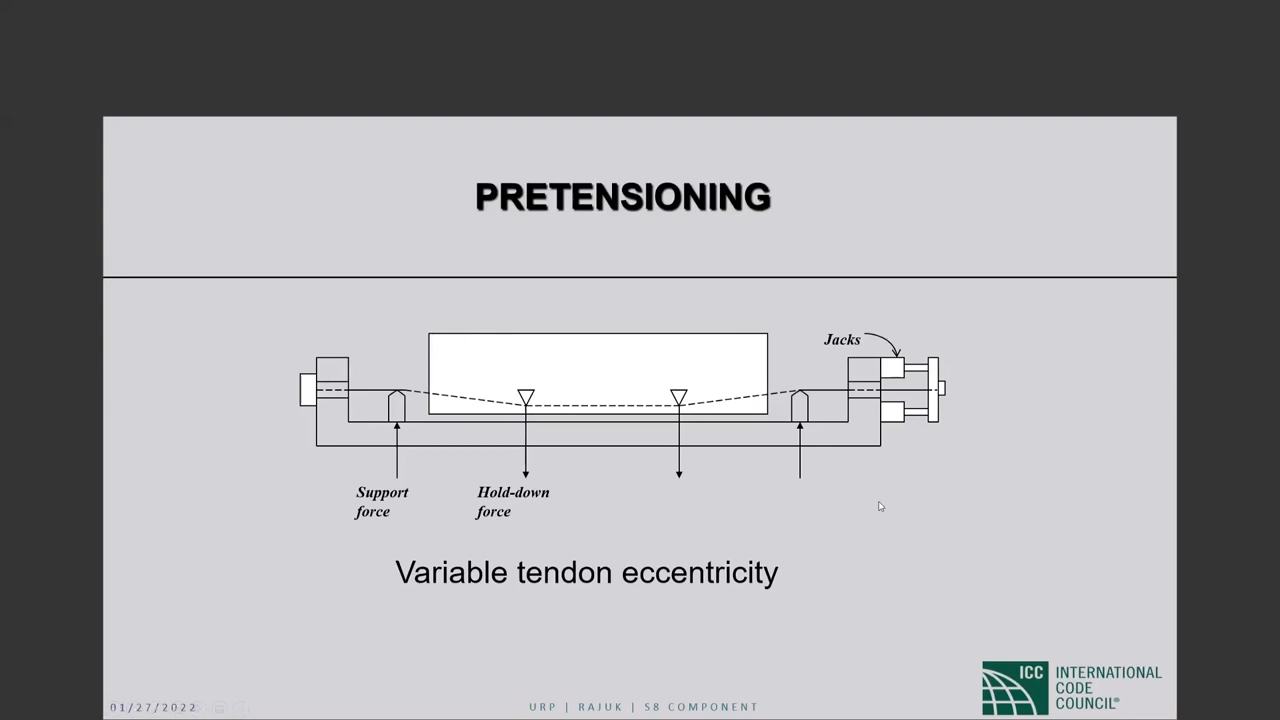 PRETENSIONING
Jacks
Support
force
Hold-down
force
Variable tendon eccentricity
ICC
INTERNATIONAL
CODE
COUNCIL®
01/27/2022
URP | RAJUK | S8 COMPONENT